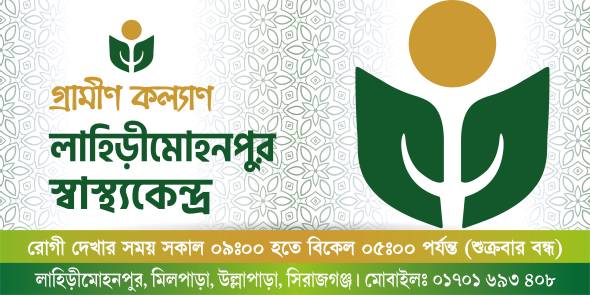 গ্রামীণ কল্যাণ
লাহিড়ীমোহনপুর
স্বাস্থ্যকেন্দ্র
রোগী দেখার সময় সকাল ০৯ঃ০০ হতে বিকেল ০৫ঃ০০ পর্যন্ত (শুক্রবার বন্ধ)
লাহিড়ীমোহনপুর, মিলপাড়া, উল্লাপাড়া, সিরাজগঞ্জ। মোবাইলঃ ০১৭০১ ৬৯৩ ৪০৮